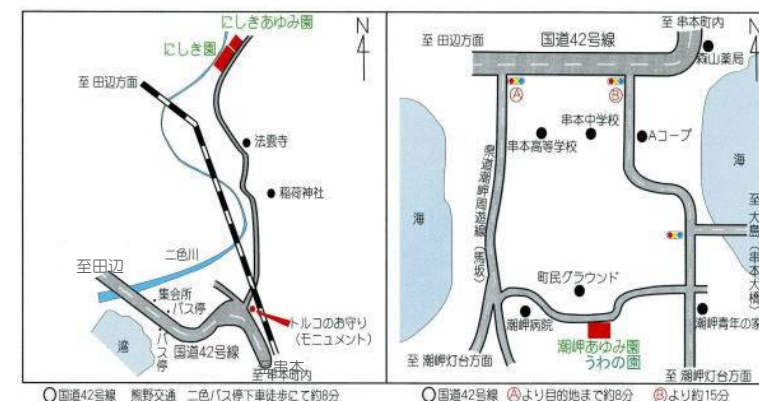 にしきあゆみ園
にしき園
N
至 田辺方面
法雲寺
稲荷神社
二色川
至田辺
集会所
バス停
バス停
湾
国道42号線
トルコのお守り
(モニュメント)
串本
至 串本町内
○国道42号線 熊野交通 二色バス停下車徒歩にて約8分
至 串本町内
至 田辺方面
国道42号線
N
森山薬局
Ⓐ
Ⓑ
串本中学校
串本高等学校
Aコープ
海
海
県道潮岬周遊線(馬坂)
至 大島(串本大橋)
町民グラウンド
潮岬病院
潮岬青年の家
潮岬あゆみ園
うわの園
至 潮岬灯台方面
至 潮岬灯台方面
○国道42号線 Ⓐより目的地まで約8分 Ⓑより約15分